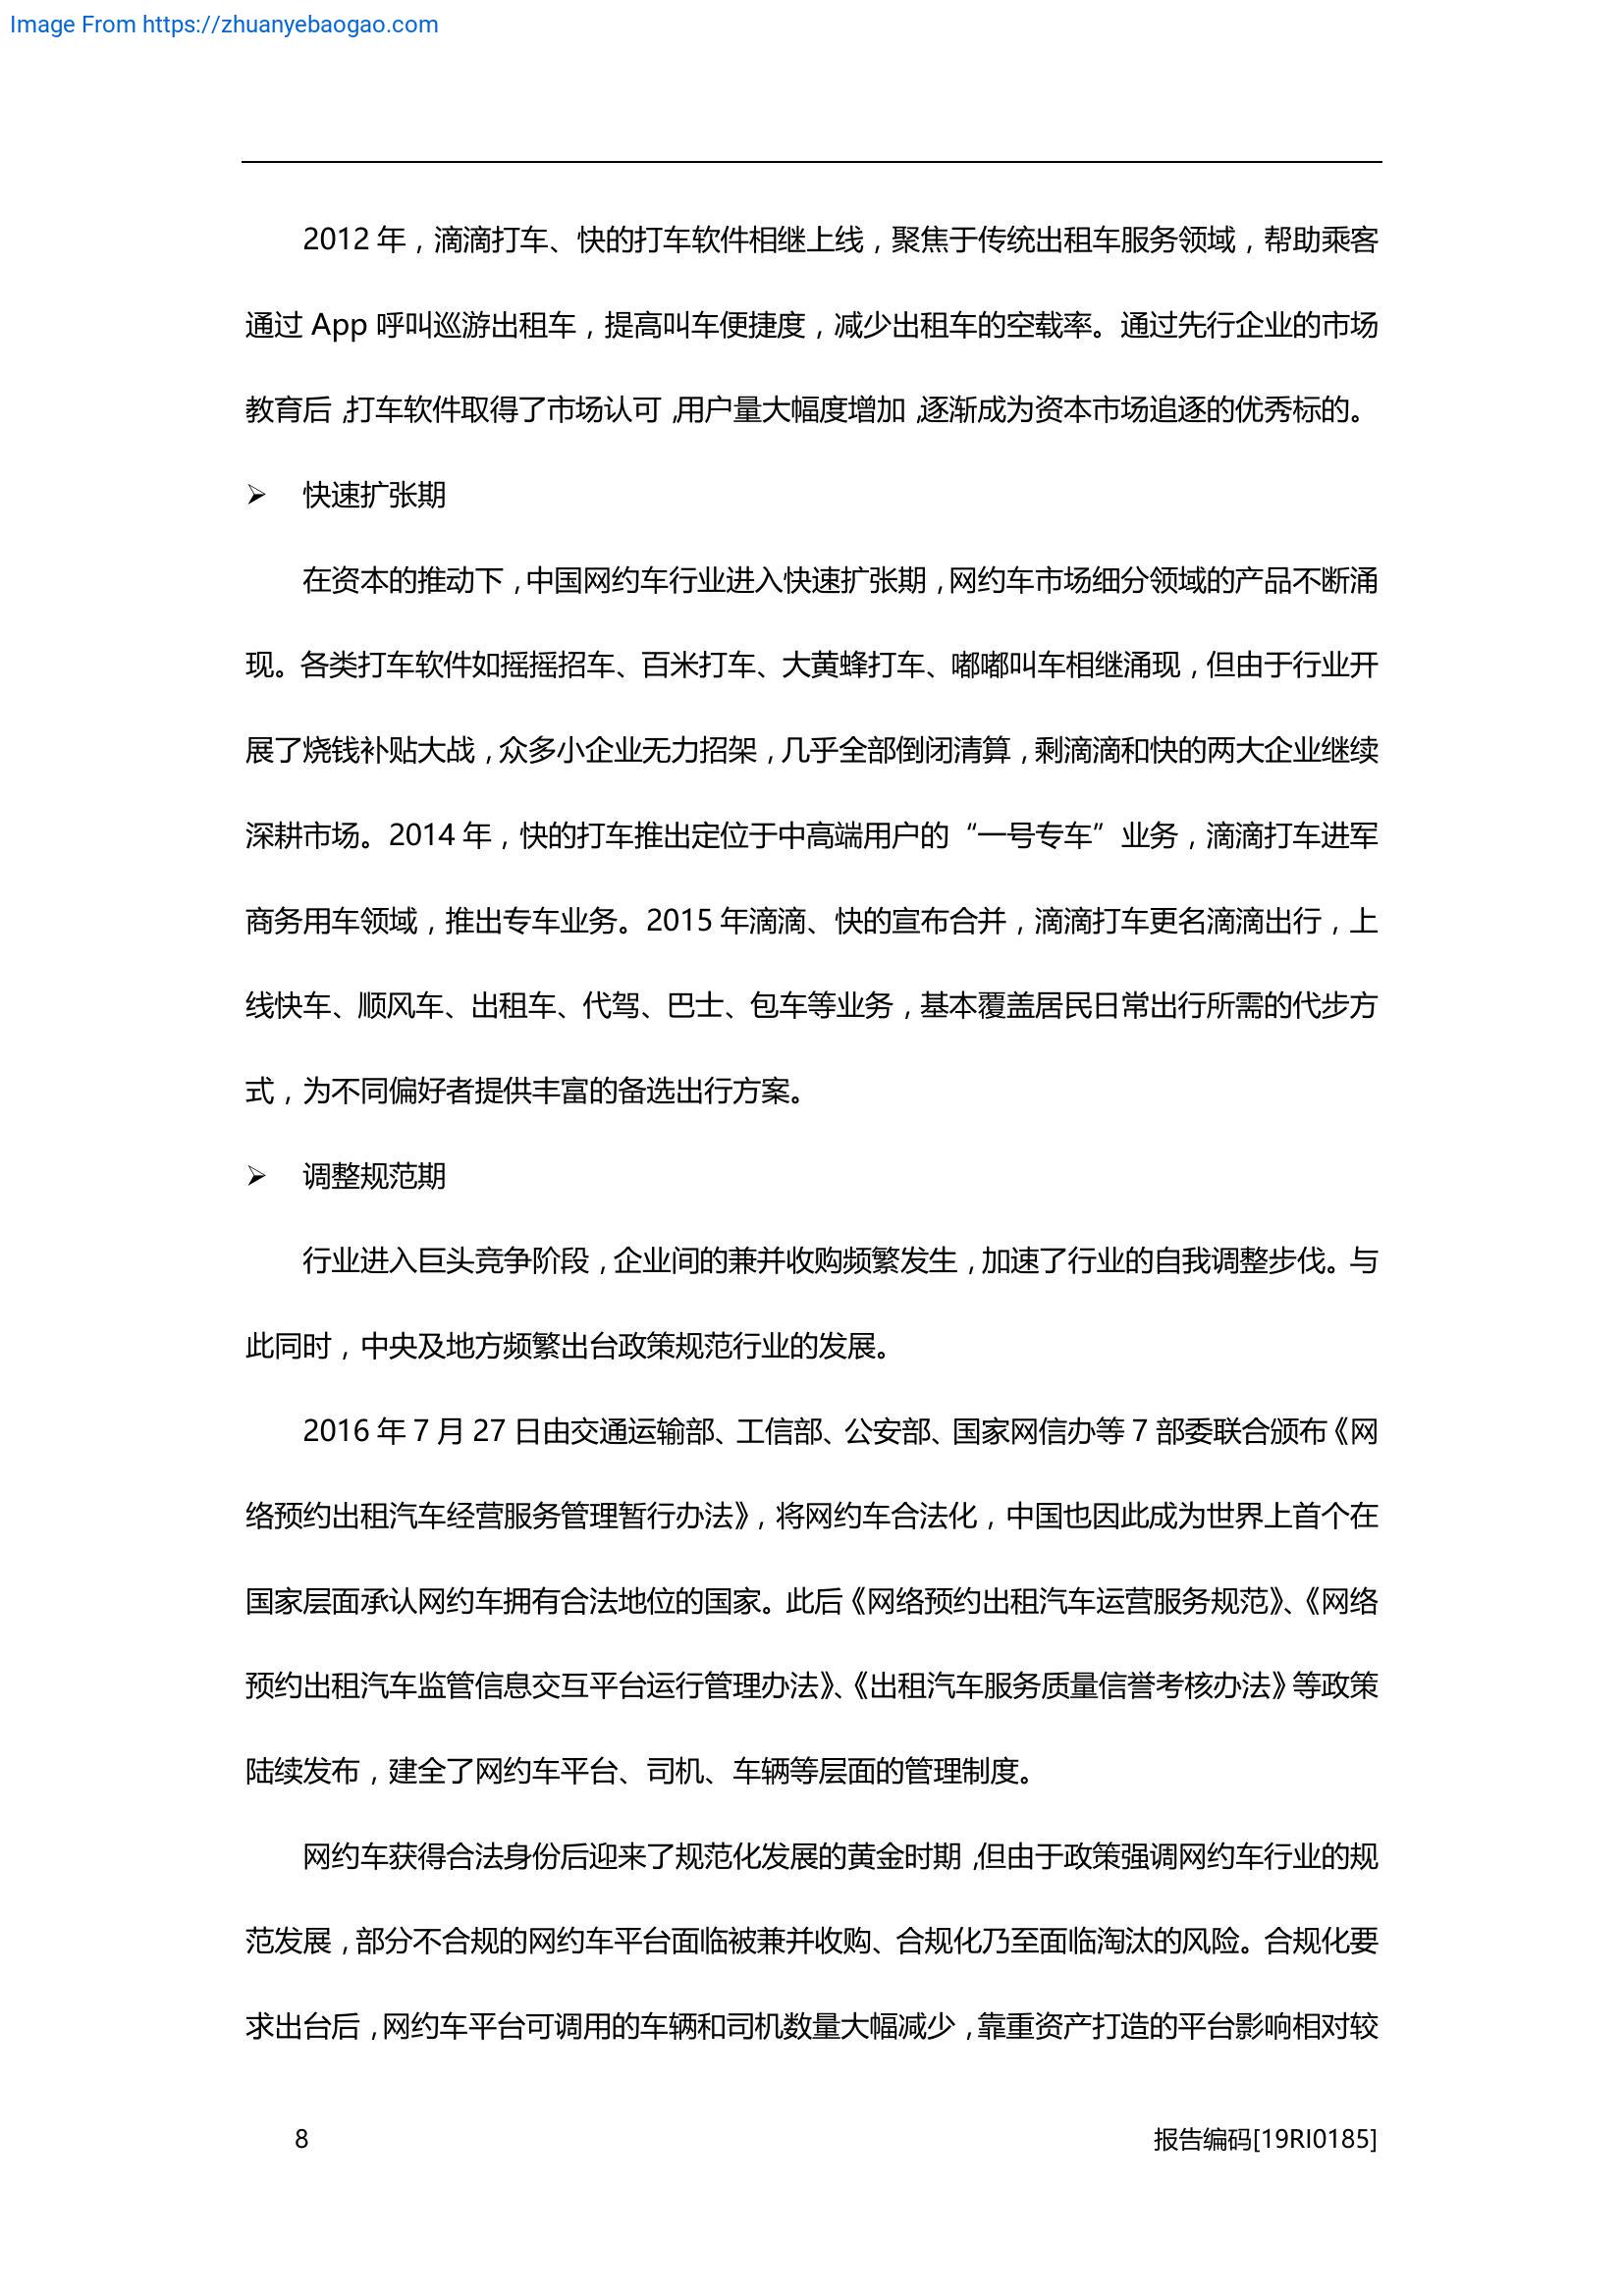 Image From https://zhuanyebaogao.com
2012 年，滴滴打车、快的打车软件相继上线，聚焦于传统出租车服务领域，帮助乘客
通过 App 呼叫巡游出租车，提高叫车便捷度，减少出租车的空载率。通过先行企业的市场
教育后，打车软件取得了市场认可，用户量大幅度增加，逐渐成为资本市场追逐的优秀标的。
➢ 快速扩张期
在资本的推动下，中国网约车行业进入快速扩张期，网约车市场细分领域的产品不断涌
现。各类打车软件如摇摇招车、百米打车、大黄蜂打车、嘟嘟叫车相继涌现，但由于行业开
展了烧钱补贴大战，众多小企业无力招架，几乎全部倒闭清算，剩滴滴和快的两大企业继续
深耕市场。2014 年，快的打车推出定位于中高端用户的“一号专车”业务，滴滴打车进军
商务用车领域，推出专车业务。2015 年滴滴、快的宣布合并，滴滴打车更名滴滴出行，上
线快车、顺风车、出租车、代驾、巴士、包车等业务，基本覆盖居民日常出行所需的代步方
式，为不同偏好者提供丰富的备选出行方案。
➢ 调整规范期
行业进入巨头竞争阶段，企业间的兼并收购频繁发生，加速了行业的自我调整步伐。与
此同时，中央及地方频繁出台政策规范行业的发展。
2016 年 7 月 27 日由交通运输部、工信部、公安部、国家网信办等 7 部委联合颁布《网
络预约出租汽车经营服务管理暂行办法》，将网约车合法化，中国也因此成为世界上首个在
国家层面承认网约车拥有合法地位的国家。此后《网络预约出租汽车运营服务规范》、《网络
预约出租汽车监管信息交互平台运行管理办法》、《出租汽车服务质量信誉考核办法》等政策
陆续发布，建全了网约车平台、司机、车辆等层面的管理制度。
网约车获得合法身份后迎来了规范化发展的黄金时期，但由于政策强调网约车行业的规
范发展，部分不合规的网约车平台面临被兼并收购、合规化乃至面临淘汰的风险。合规化要
求出台后，网约车平台可调用的车辆和司机数量大幅减少，靠重资产打造的平台影响相对较
8 报告编码[19RI0185]